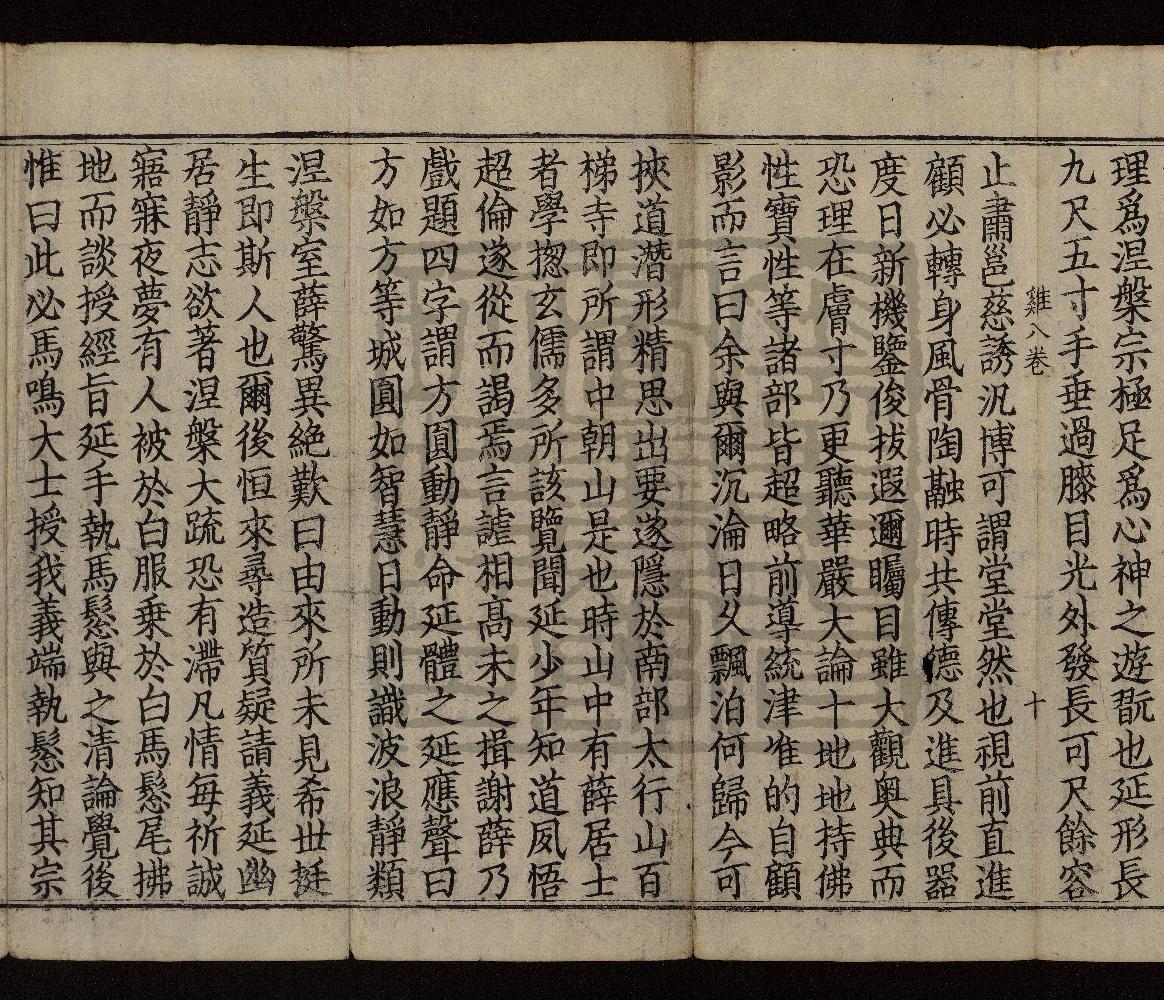 理爲涅槃宗極足爲心神之遊翫也延形長
九尺五寸手垂過膝目光外發長可尺餘容
雞八卷 十
止肅邕慈誘汎博可謂堂堂然也視前直進
顧必轉身風骨陶融時共傳德及進具後器
度日新機鑒俊拔遐邇矚目雖大觀奥典而
恐理在膚寸乃更聽華嚴大論十地地持佛
性寶性等諸部皆超略前導統津准的自顧
影而言曰余與爾沉淪日久飄泊何歸今可
挾道潛形精思出要遂隱於南部太行山百
梯寺即所謂中朝山是也時山中有薛居士
者學揔玄儒多所該覽聞延少年知道夙悟
超倫遂從而謁焉言謔相髙未之揖謝薛乃
戲題四字謂方圓動靜命延體之延應聲曰
方如方等城圓如智慧日動則識波浪靜類
涅槃室薛驚異絶歎曰由來所未見希世挺
生即斯人也爾後恒來尋造質疑請義延幽
居靜志欲著涅槃大疏恐有滯凡情每祈誠
寤寐夜夢有人被於白服乗於白馬騣尾拂
地而談授經旨延手執馬騣與之清論覺後
惟曰此必馬鳴大士授我義端執騣知其宗